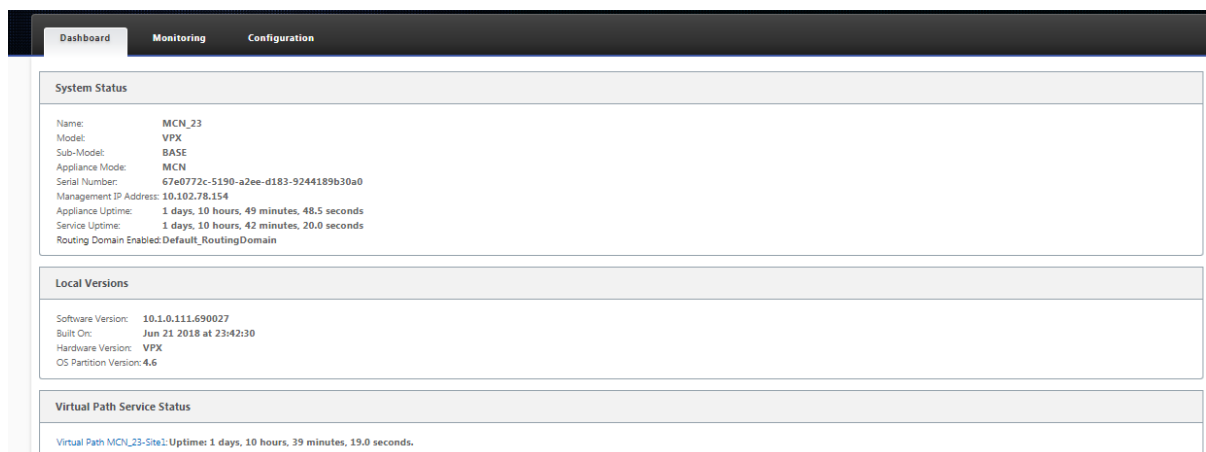 Dashboard Monitoring Configuration
System Status
Name: MCN_23
Model: VPX
Sub-Model: BASE
Appliance Mode: MCN
Serial Number: 67e0772c-5190-a2ee-d183-9244189b30a0
Management IP Address: 10.102.78.154
Appliance Uptime: 1 days, 10 hours, 49 minutes, 48.5 seconds
Service Uptime: 1 days, 10 hours, 42 minutes, 20.0 seconds
Routing Domain Enabled: Default_RoutingDomain
Local Versions
Software Version: 10.1.0.111.690027
Built On: Jun 21 2018 at 23:42:30
Hardware Version: VPX
OS Partition Version: 4.6
Virtual Path Service Status
Virtual Path MCN_23-Site1: Uptime: 1 days, 10 hours, 39 minutes, 19.0 seconds.